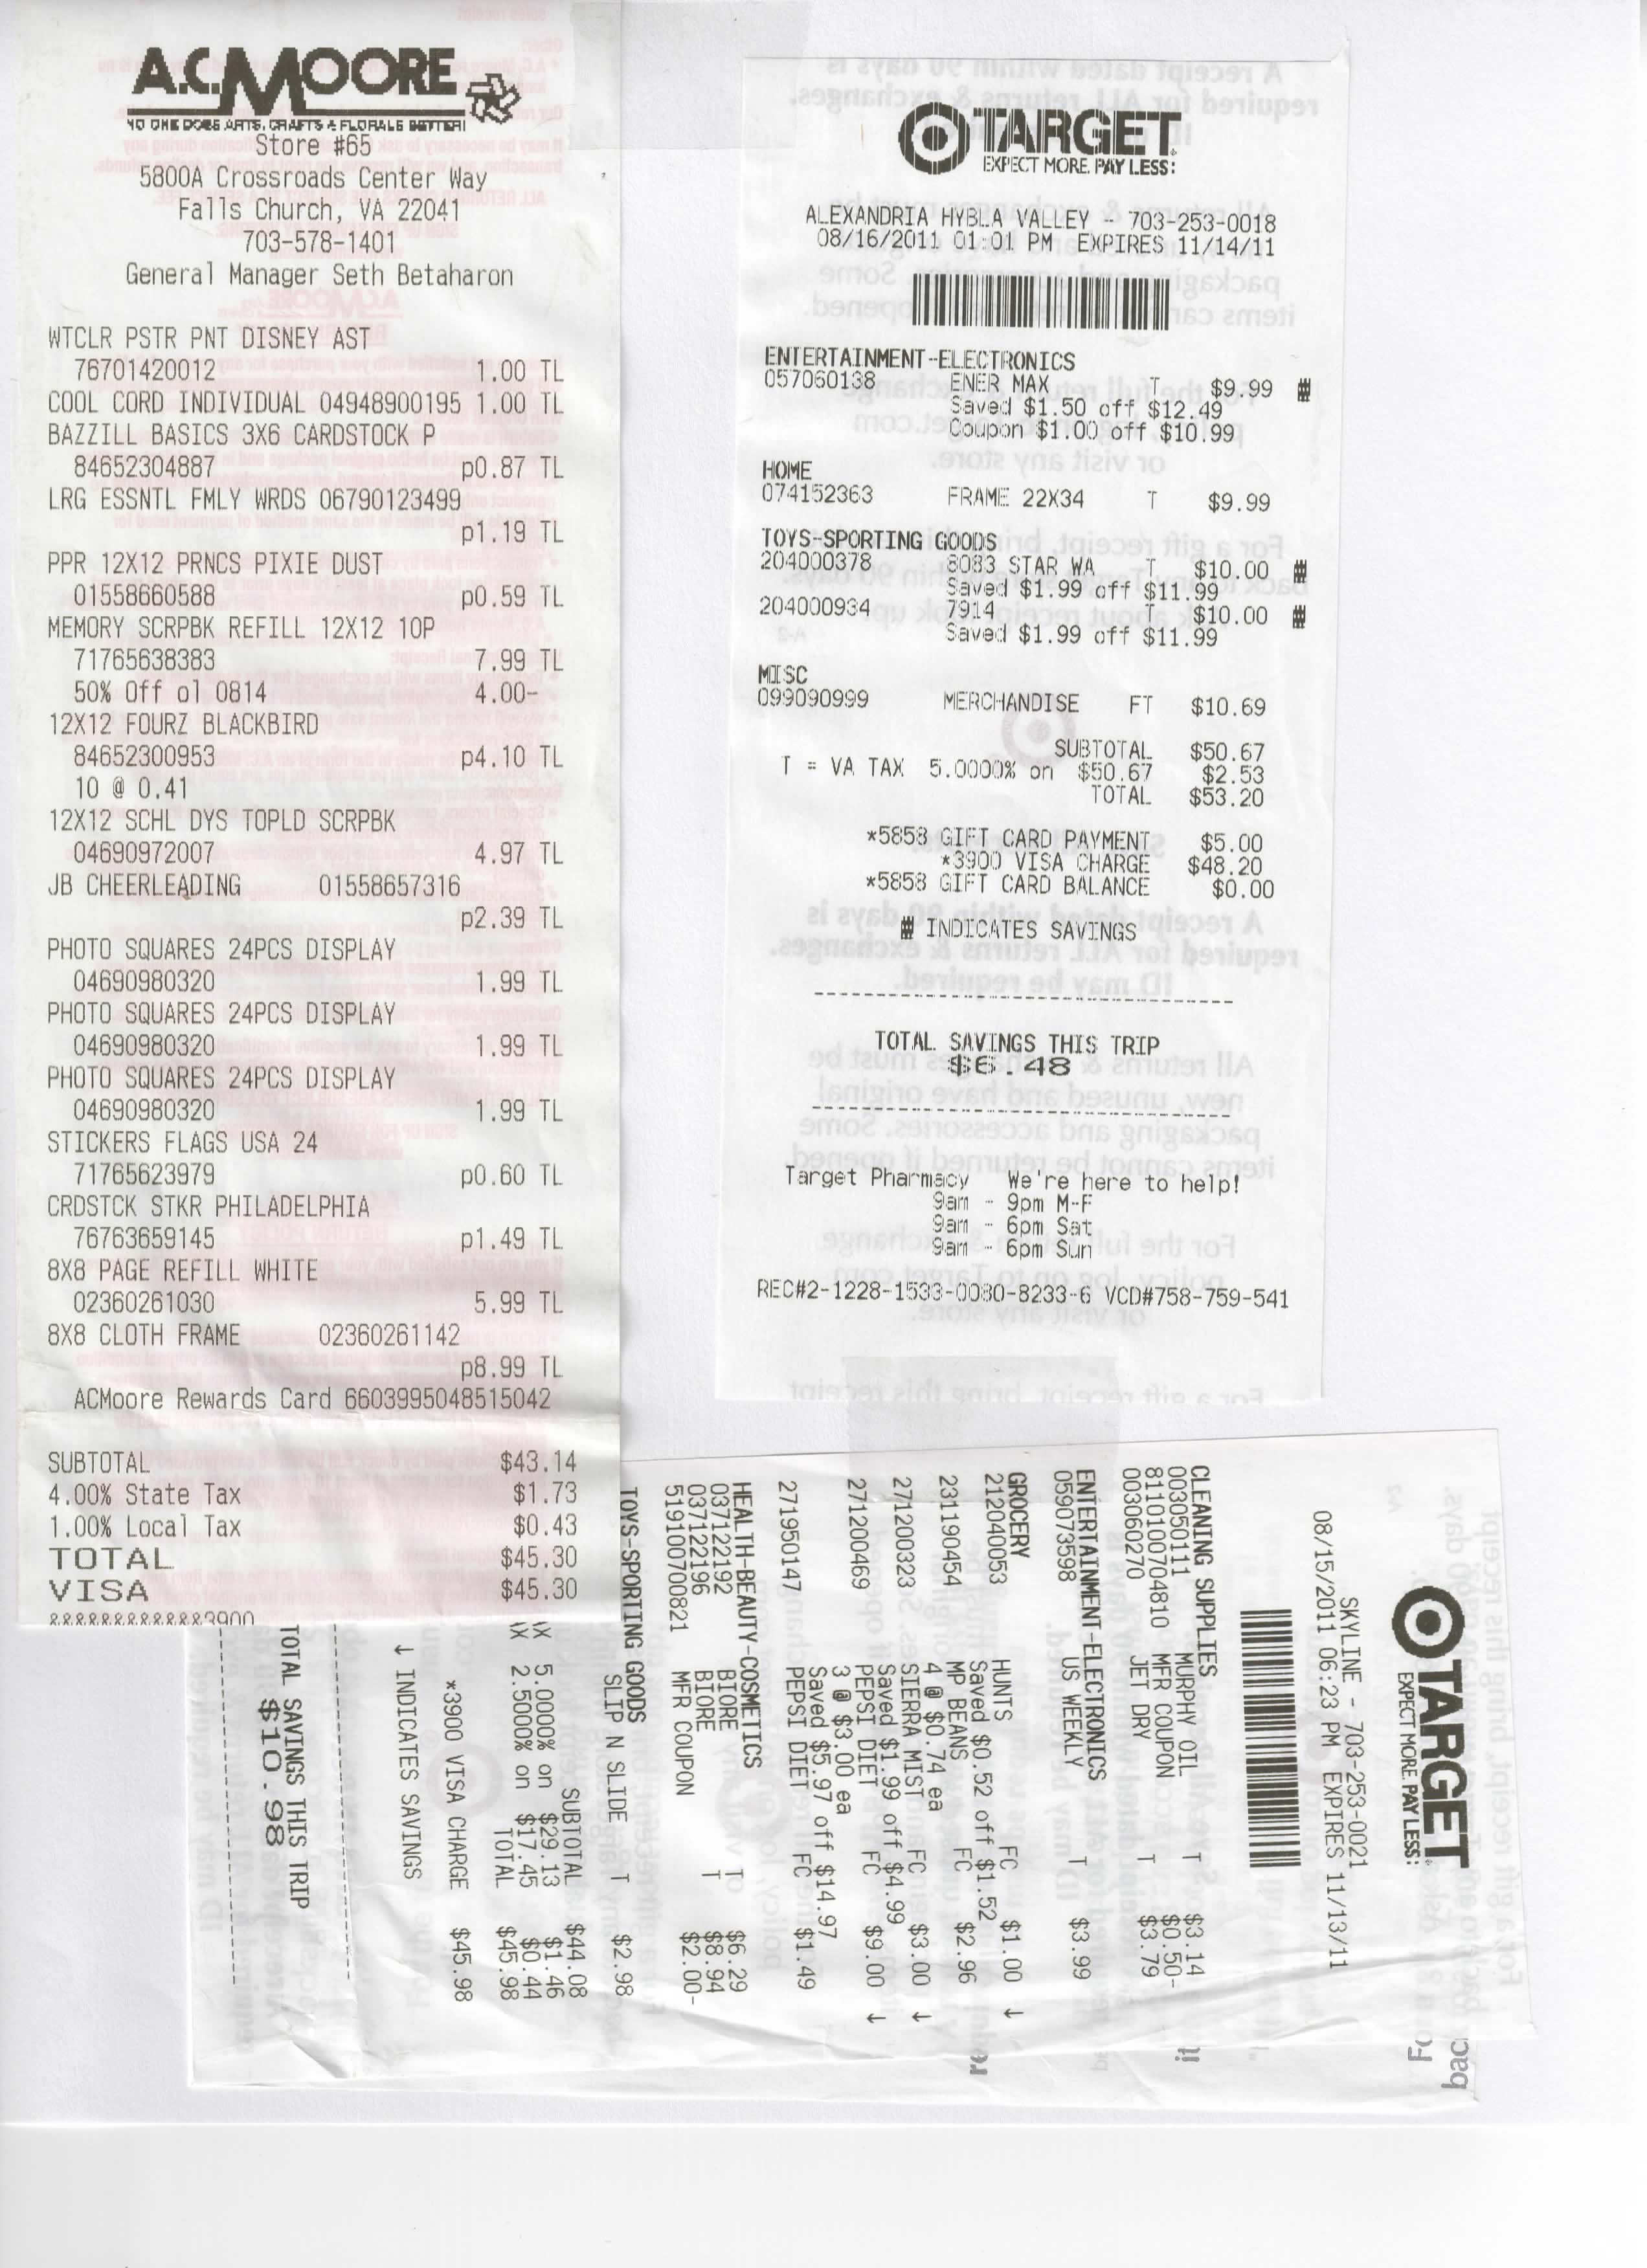 A.C.MOORE
NO ONE DOES ARTS, CRAFTS & FLORALS BETTER!
Store #65
5800A Crossroads Center Way
Falls Church, VA 22041
703-578-1401
General Manager Seth Betaharon
WTCLR PSTR PNT DISNEY AST
76701420012 1.00 TL
COOL CORD INDIVIDUAL 04948900195 1.00 TL
BAZZILL BASICS 3X6 CARDSTOCK P
84652304887 p0.87 TL
LRG ESSNTL FMLY WRDS 06790123499
p1.19 TL
PPR 12X12 PRNCS PIXIE DUST
01558660588 p0.59 TL
MEMORY SCRPBK REFILL 12X12 10P
71765638383 7.99 TL
50% Off ol 0814 4.00-
12X12 FOURZ BLACKBIRD
84652300953 p4.10 TL
10 @ 0.41
12X12 SCHL DYS TOPLD SCRPBK
04690972007 4.97 TL
JB CHEERLEADING 01558657316
p2.39 TL
PHOTO SQUARES 24PCS DISPLAY
04690980320 1.99 TL
PHOTO SQUARES 24PCS DISPLAY
04690980320 1.99 TL
PHOTO SQUARES 24PCS DISPLAY
04690980320 1.99 TL
STICKERS FLAGS USA 24
71765623979 p0.60 TL
CRDSTCK STKR PHILADELPHIA
76763659145 p1.49 TL
8X8 PAGE REFILL WHITE
02360261030 5.99 TL
8X8 CLOTH FRAME 02360261142
p8.99 TL
ACMoore Rewards Card 6603995048515042
SUBTOTAL $43.14
4.00% State Tax $1.73
1.00% Local Tax $0.43
TOTAL $45.30
VISA $45.30
&&&&&&&&&&&&3900
TARGET
EXPECT MORE. PAY LESS:
ALEXANDRIA HYBLA VALLEY - 703-253-0018
08/16/2011 01:01 PM EXPIRES 11/14/11
ENTERTAINMENT-ELECTRONICS
057060138 ENER MAX T $9.99
Saved $1.50 off $12.49
Coupon $1.00 off $10.99
HOME
074152363 FRAME 22X34 T $9.99
TOYS-SPORTING GOODS
204000378 8083 STAR WA T $10.00
Saved $1.99 off $11.99
204000934 7914 T $10.00
Saved $1.99 off $11.99
MISC
099090999 MERCHANDISE FT $10.69
SUBTOTAL $50.67
T = VA TAX 5.0000% on $50.67 $2.53
TOTAL $53.20
*5858 GIFT CARD PAYMENT $5.00
*3900 VISA CHARGE $48.20
*5858 GIFT CARD BALANCE $0.00
# INDICATES SAVINGS
TOTAL SAVINGS THIS TRIP
$6.48
Target Pharmacy We're here to help!
9am - 9pm M-F
9am - 6pm Sat
9am - 6pm Sun
REC#2-1228-1533-0080-8233-6 VCD#758-759-541
TARGET
EXPECT MORE. PAY LESS:
SKYLINE - 703-253-0021
08/15/2011 06:23 PM EXPIRES 11/13/11
CLEANING SUPPLIES
003050111 MURPHY OIL T $3.14
8110100704810 MFR COUPON $0.50-
003060270 JET DRY T $3.79
ENTERTAINMENT-ELECTRONICS
059073598 US WEEKLY T $3.99
GROCERY
212040053 HUNTS FC $1.00 ↓
Saved $0.52 off $1.52
231190454 MP BEANS FC $2.96
4 @ $0.74 ea
271200323 SIERRA MIST FC $3.00 ↓
Saved $1.99 off $4.99
271200469 PEPSI DIET FC $9.00 ↓
3 @ $3.00 ea
Saved $5.97 off $14.97
271950147 PEPSI DIET FC $1.49
HEALTH-BEAUTY-COSMETICS
037122192 BIORE T $6.29
037122196 BIORE T $8.94
519100700821 MFR COUPON $2.00-
TOYS-SPORTING GOODS
SLIP N SLIDE T $2.98
SUBTOTAL $44.08
AX 5.0000% on $29.13 $1.46
AX 2.5000% on $17.45 $0.44
TOTAL $45.98
*3900 VISA CHARGE $45.98
↓ INDICATES SAVINGS
TOTAL SAVINGS THIS TRIP
$10.98